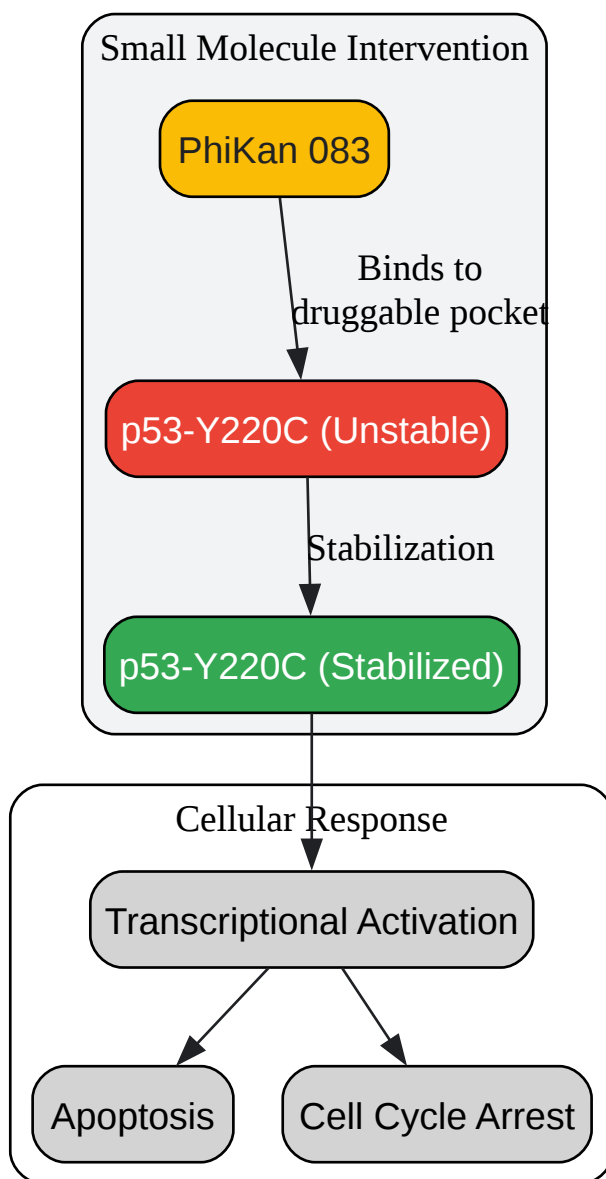 Small Molecule Intervention
PhiKan 083
Binds to
druggable pocket
p53-Y220C (Unstable)
Stabilization
p53-Y220C (Stabilized)
Cellular Response
Transcriptional Activation
Apoptosis
Cell Cycle Arrest